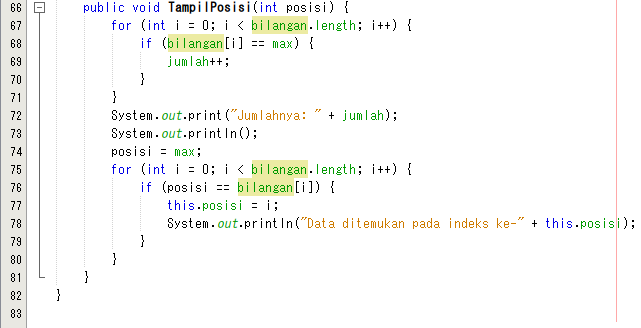 66 public void TampilPosisi(int posisi) {
67 for (int i = 0; i < bilangan.length; i++) {
68 if (bilangan[i] == max) {
69 jumlah++;
70 }
71 }
72 System.out.print("Jumlahnya: " + jumlah);
73 System.out.println();
74 posisi = max;
75 for (int i = 0; i < bilangan.length; i++) {
76 if (posisi == bilangan[i]) {
77 this.posisi = i;
78 System.out.println("Data ditemukan pada indeks ke-" + this.posisi);
79 }
80 }
81 }
82 }
83